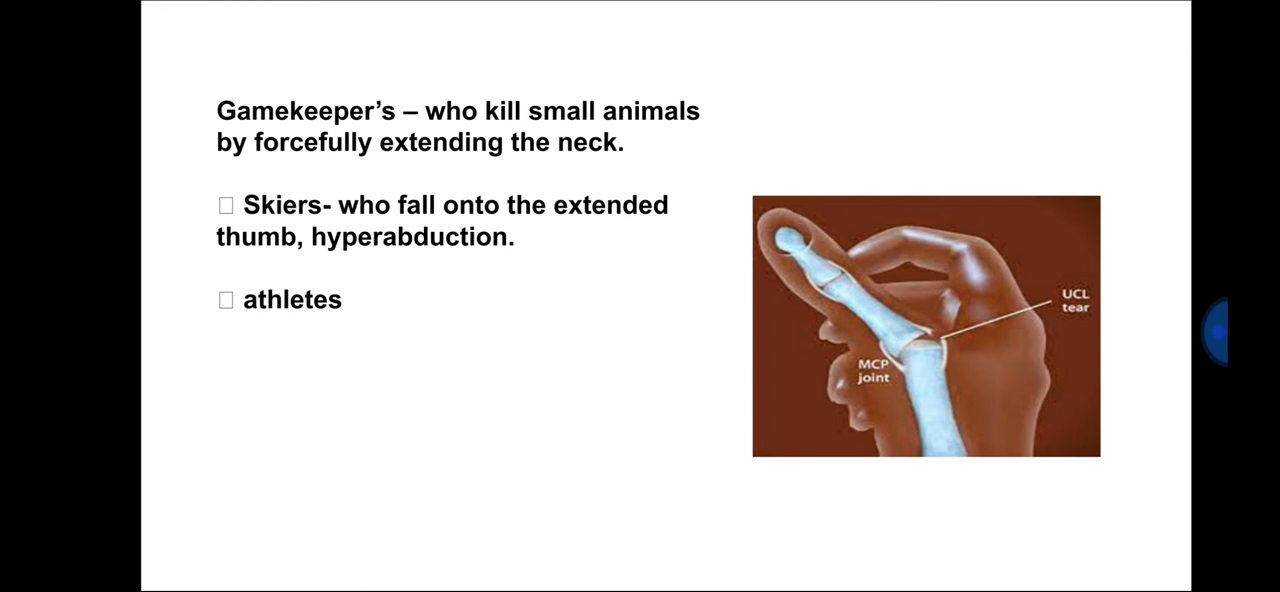 Gamekeeper’s – who kill small animals
by forcefully extending the neck.
□ Skiers- who fall onto the extended
thumb, hyperabduction.
□ athletes
UCL
tear
MCP
joint